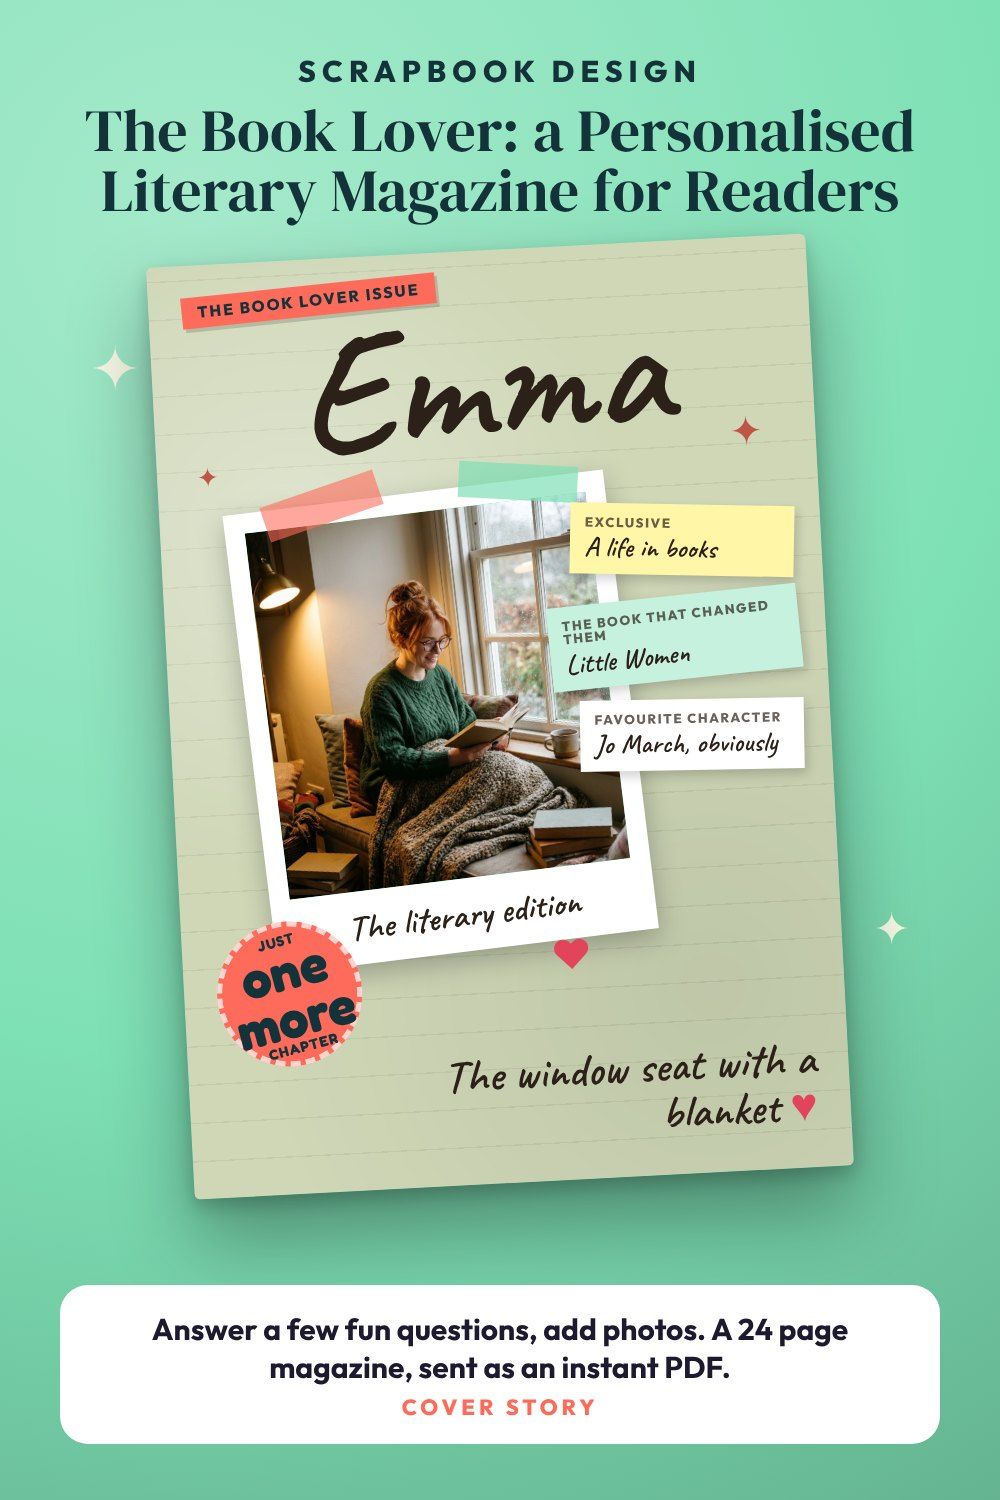 SCRAPBOOK DESIGN
The Book Lover: a Personalised
Literary Magazine for Readers
THE BOOK LOVER ISSUE
Emma
EXCLUSIVE
A life in books
THE BOOK THAT CHANGED
THEM
Little Women
FAVOURITE CHARACTER
Jo March, obviously
The literary edition
JUST
one
more
CHAPTER
The window seat with a
blanket ♥
Answer a few fun questions, add photos. A 24 page
magazine, sent as an instant PDF.
COVER STORY